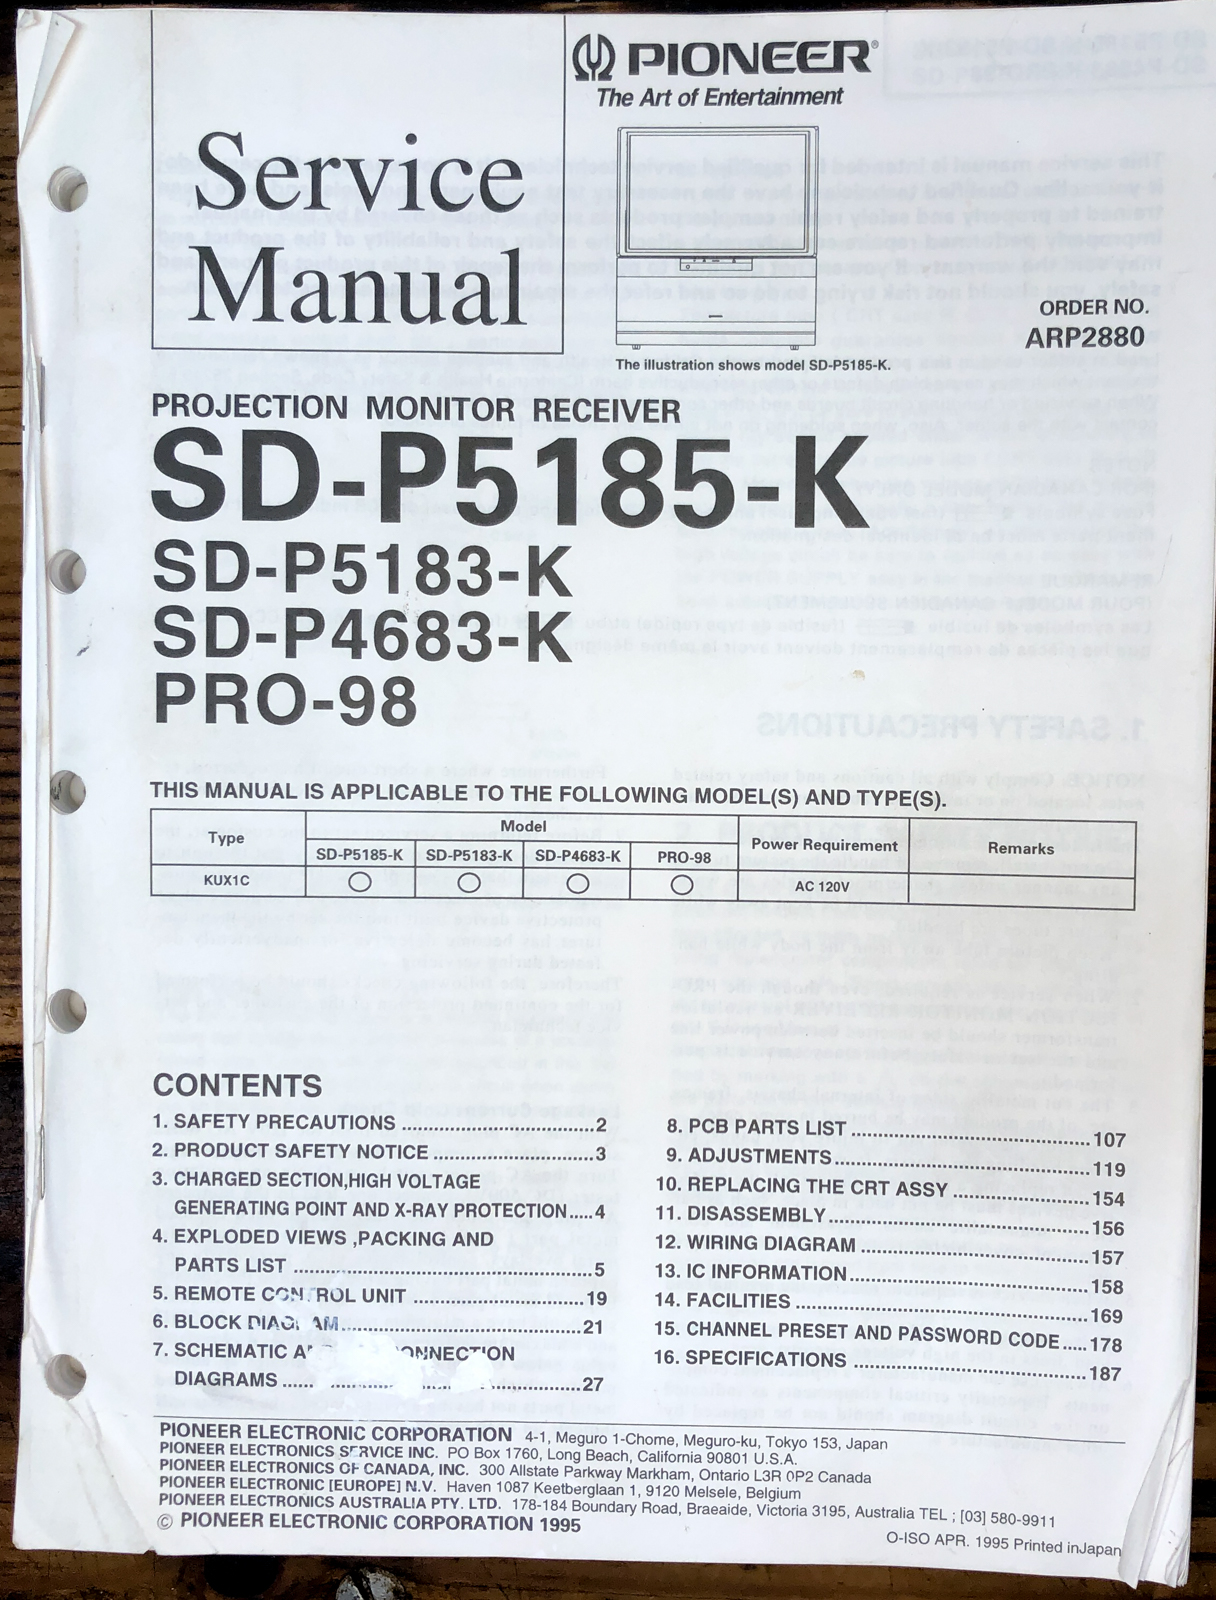 PIONEER®
The Art of Entertainment
Service
Manual
ORDER NO.
ARP2880
The illustration shows model SD-P5185-K.
PROJECTION MONITOR RECEIVER
SD-P5185-K
SD-P5183-K
SD-P4683-K
PRO-98
THIS MANUAL IS APPLICABLE TO THE FOLLOWING MODEL(S) AND TYPE(S).
Type Model Power Requirement Remarks
SD-P5185-K SD-P5183-K SD-P4683-K PRO-98
KUX1C ○ ○ ○ ○ AC 120V
CONTENTS
1. SAFETY PRECAUTIONS ........................... 2
2. PRODUCT SAFETY NOTICE ....................... 3
3. CHARGED SECTION,HIGH VOLTAGE
GENERATING POINT AND X-RAY PROTECTION.... 4
4. EXPLODED VIEWS ,PACKING AND
PARTS LIST .......................................... 5
5. REMOTE CONTROL UNIT ........................ 19
6. BLOCK DIAGRAM................................... 21
7. SCHEMATIC CONNECTION
DIAGRAMS ........................................ 27
8. PCB PARTS LIST ................................... 107
9. ADJUSTMENTS..................................... 119
10. REPLACING THE CRT ASSY .................... 154
11. DISASSEMBLY.................................... 156
12. WIRING DIAGRAM ................................ 157
13. IC INFORMATION.................................. 158
14. FACILITIES ......................................... 169
15. CHANNEL PRESET AND PASSWORD CODE..... 178
16. SPECIFICATIONS ................................. 187
PIONEER ELECTRONIC CORPORATION 4-1, Meguro 1-Chome, Meguro-ku, Tokyo 153, Japan
PIONEER ELECTRONICS SERVICE INC. PO Box 1760, Long Beach, California 90801 U.S.A.
PIONEER ELECTRONICS OF CANADA, INC. 300 Allstate Parkway Markham, Ontario L3R 0P2 Canada
PIONEER ELECTRONIC [EUROPE] N.V. Haven 1087 Keetberglaan 1, 9120 Melsele, Belgium
PIONEER ELECTRONICS AUSTRALIA PTY. LTD. 178-184 Boundary Road, Braeaide, Victoria 3195, Australia TEL ; [03] 580-9911
© PIONEER ELECTRONIC CORPORATION 1995
O-ISO APR. 1995 Printed inJapan